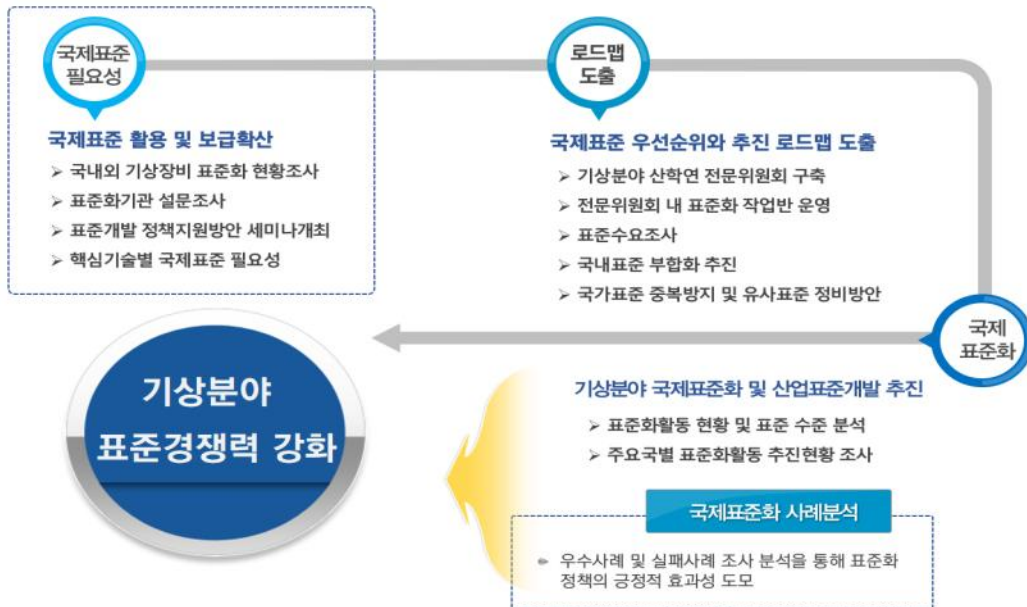 국제표준
필요성
국제표준 활용 및 보급확산
➢ 국내외 기상장비 표준화 현황조사
➢ 표준화기관 설문조사
➢ 표준개발 정책지원방안 세미나개최
➢ 핵심기술별 국제표준 필요성
로드맵
도출
국제표준 우선순위와 추진 로드맵 도출
➢ 기상분야 산학연 전문위원회 구축
➢ 전문위원회 내 표준화 작업반 운영
➢ 표준수요조사
➢ 국내표준 부합화 추진
➢ 국가표준 중복방지 및 유사표준 정비방안
국제
표준화
기상분야 국제표준화 및 산업표준개발 추진
➢ 표준화활동 현황 및 표준 수준 분석
➢ 주요국별 표준화활동 추진현황 조사
기상분야
표준경쟁력 강화
국제표준화 사례분석
우수사례 및 실패사례 조사 분석을 통해 표준화
정책의 긍정적 효과성 도모